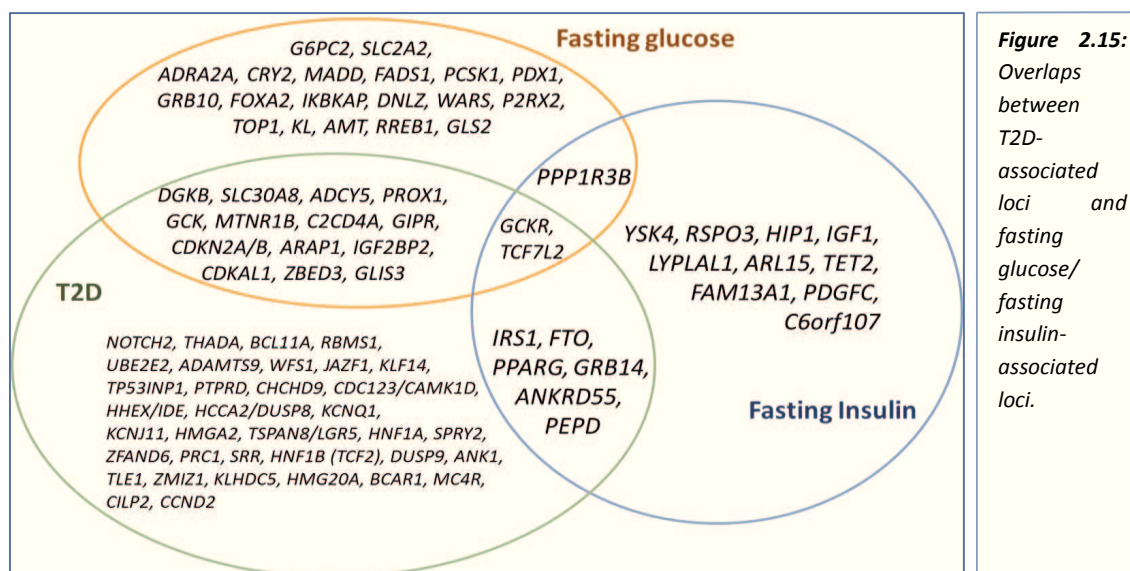 Fasting glucose
G6PC2, SLC2A2,
ADRA2A, CRY2, MADD, FADS1, PCSK1, PDX1,
GRB10, FOXA2, IKBKAP, DNLZ, WARS, P2RX2,
TOP1, KL, AMT, RREB1, GLS2
PPP1R3B
DGKB, SLC30A8, ADCY5, PROX1,
GCK, MTNR1B, C2CD4A, GIPR,
CDKN2A/B, ARAP1, IGF2BP2,
CDKAL1, ZBED3, GLIS3
GCKR,
TCF7L2
YSK4, RSPO3, HIP1, IGF1,
LYPLAL1, ARL15, TET2,
FAM13A1, PDGFC,
C6orf107
T2D
NOTCH2, THADA, BCL11A, RBMS1,
UBE2E2, ADAMTS9, WFS1, JAZF1, KLF14,
TP53INP1, PTPRD, CHCHD9, CDC123/CAMK1D,
HHEX/IDE, HCCA2/DUSP8, KCNQ1,
KCNJ11, HMGA2, TSPAN8/LGR5, HNF1A, SPRY2,
ZFAND6, PRC1, SRR, HNF1B (TCF2), DUSP9, ANK1,
TLE1, ZMIZ1, KLHDC5, HMG20A, BCAR1, MC4R,
CILP2, CCND2
IRS1, FTO,
PPARG, GRB14,
ANKRD55,
PEPD
Fasting Insulin
Figure 2.15:
Overlaps
between
T2D-
associated
loci and
fasting
glucose/
fasting
insulin-
associated
loci.